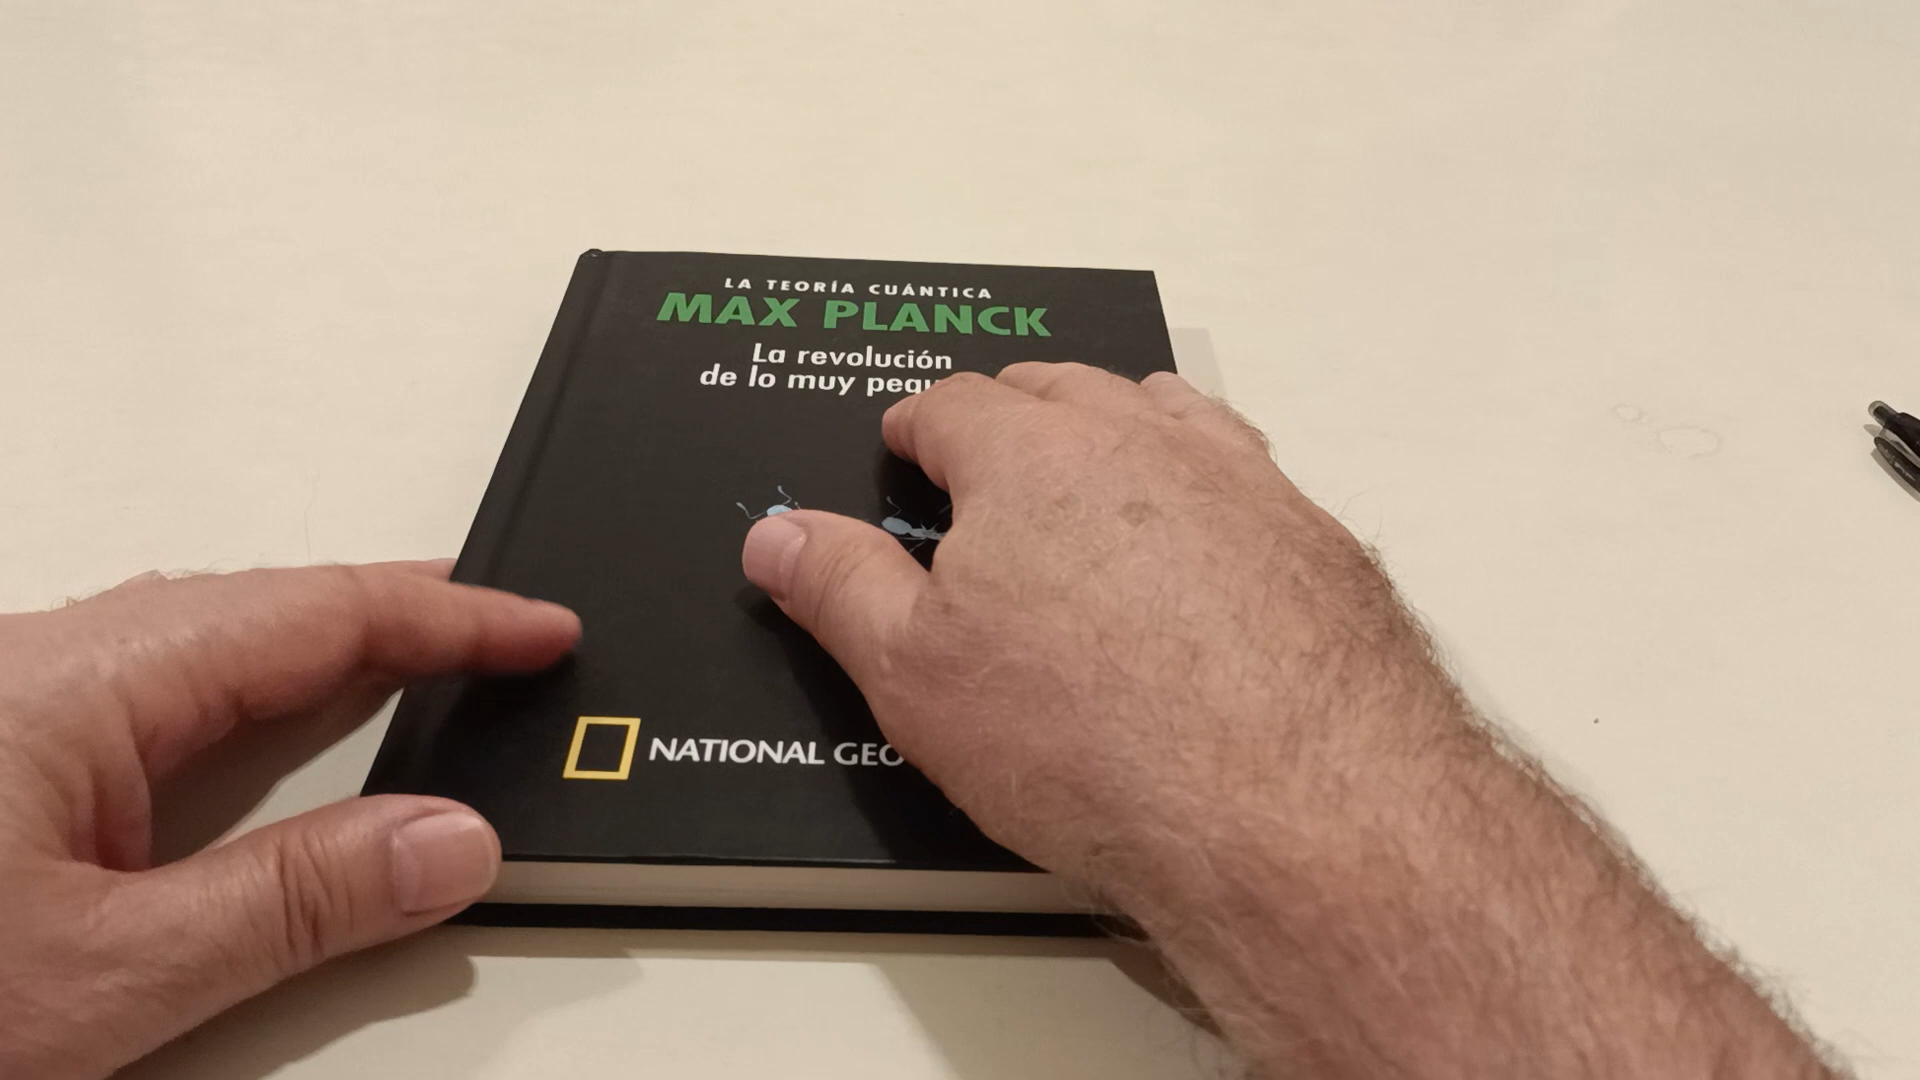 LA TEORÍA CUÁNTICA
MAX PLANCK
La revolución
de lo muy
NATIONAL